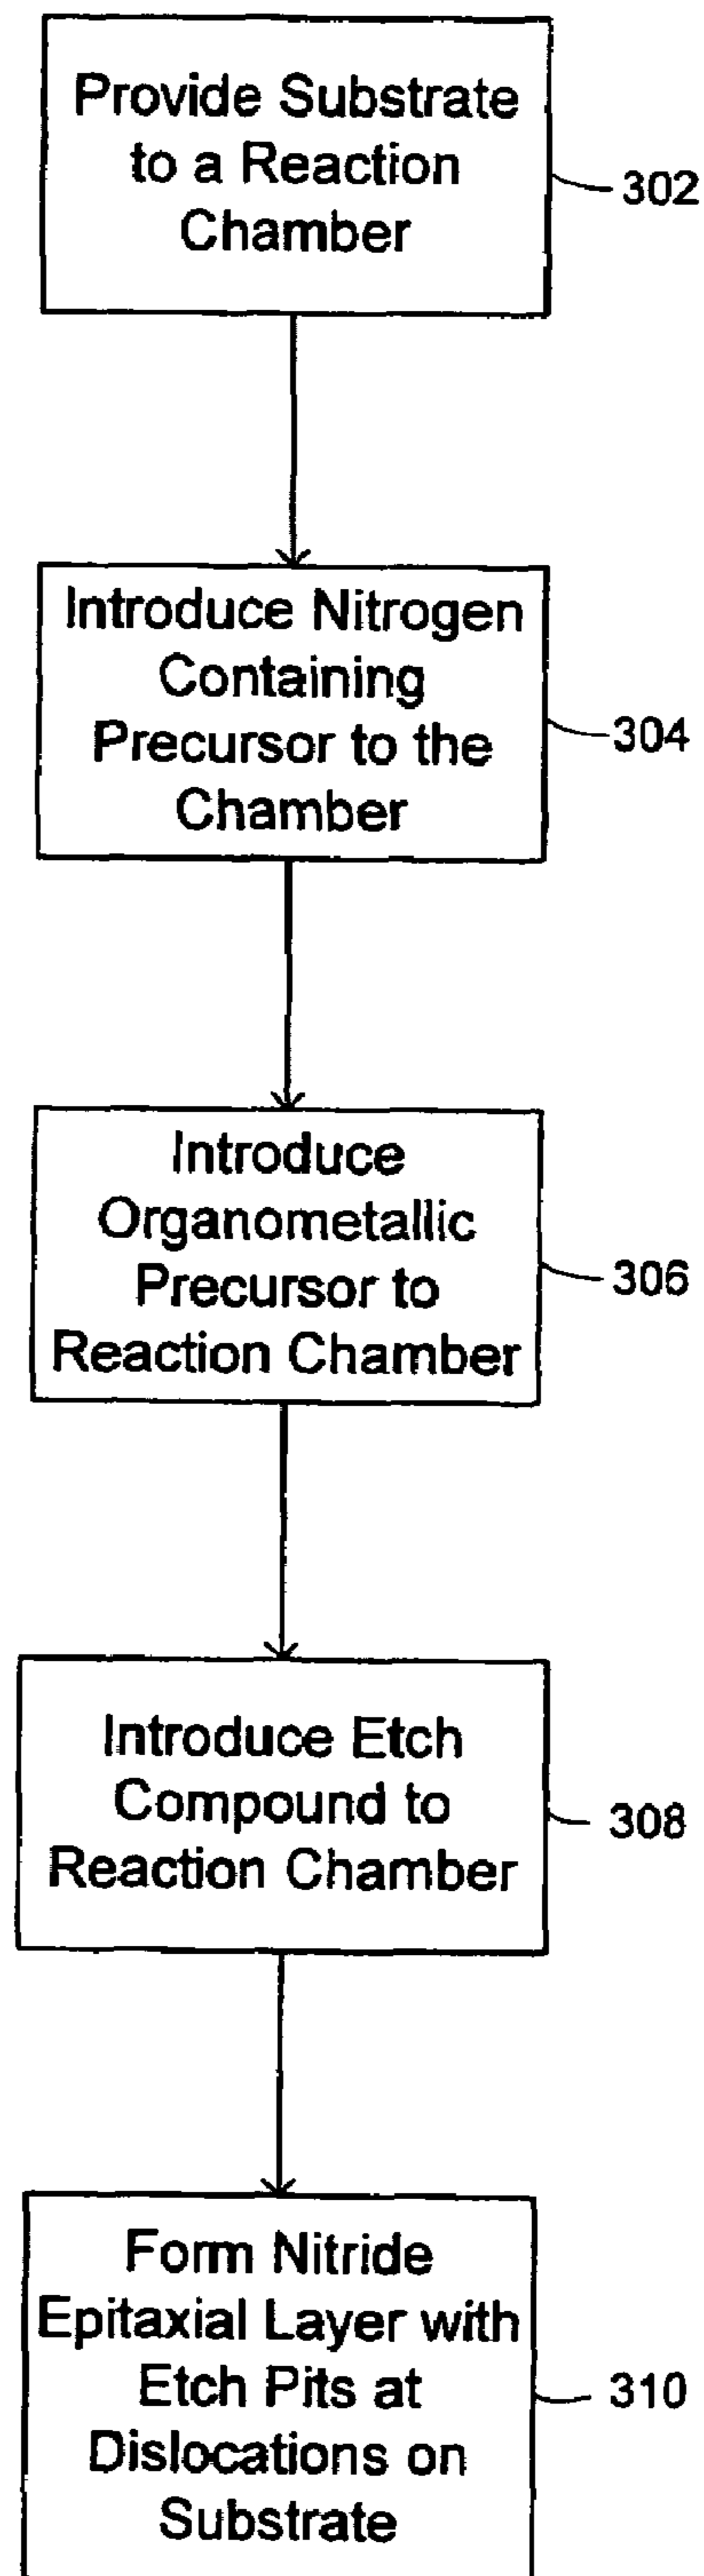 Provide Substrate
to a Reaction
Chamber
302
Introduce Nitrogen
Containing
Precursor to the
Chamber
304
Introduce
Organometallic
Precursor to
Reaction Chamber
306
Introduce Etch
Compound to
Reaction Chamber
308
Form Nitride
Epitaxial Layer with
Etch Pits at
Dislocations on
Substrate
310